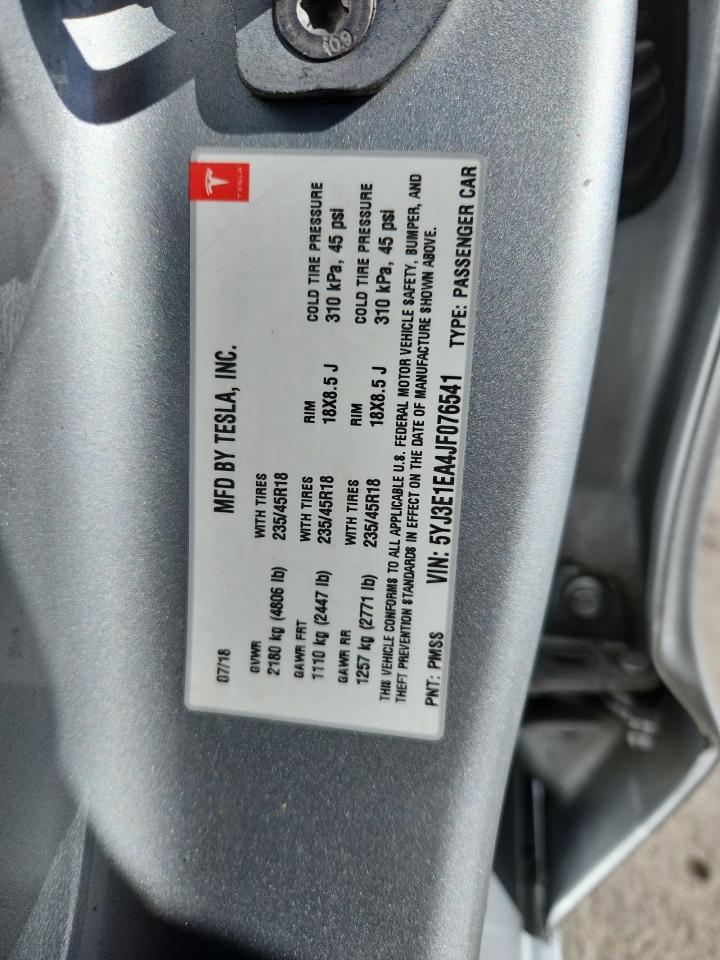 TESLA
MFD BY TESLA, INC.
07/18
GVWR WITH TIRES
2180 kg (4806 lb) 235/45R18
GAWR FRT WITH TIRES RIM COLD TIRE PRESSURE
1110 kg (2447 lb) 235/45R18 18X8.5 J 310 kPa, 45 psi
GAWR RR WITH TIRES RIM COLD TIRE PRESSURE
1257 kg (2771 lb) 235/45R18 18X8.5 J 310 kPa, 45 psi
THIS VEHICLE CONFORMS TO ALL APPLICABLE U.S. FEDERAL MOTOR VEHICLE SAFETY, BUMPER, AND
THEFT PREVENTION STANDARDS IN EFFECT ON THE DATE OF MANUFACTURE SHOWN ABOVE.
PNT: PMSS VIN: 5YJ3E1EA4JF076541 TYPE: PASSENGER CAR